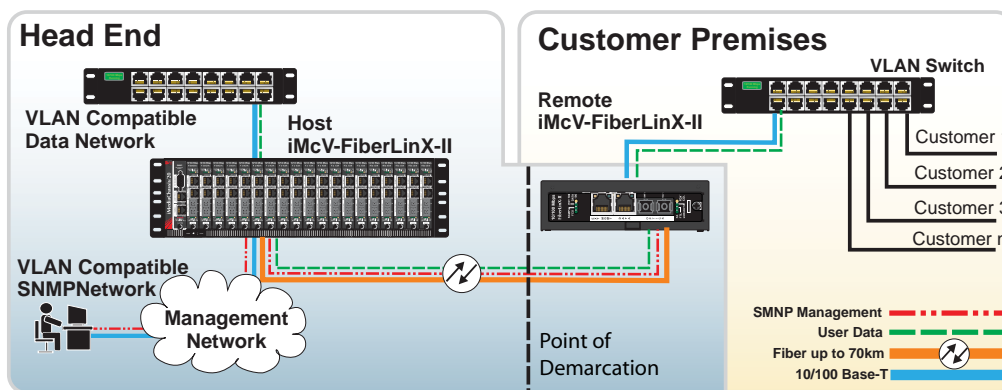 Head End
VLAN Compatible
Data Network
Host
iMcV-FiberLinX-II
VLAN Compatible
SNMPNetwork
Management
Network
Customer Premises
VLAN Switch
Remote
iMcV-FiberLinX-II
Customer
Customer 2
Customer 3
Customer n
Point of
Demarcation
SMNP Management
User Data
Fiber up to 70km
10/100 Base-T